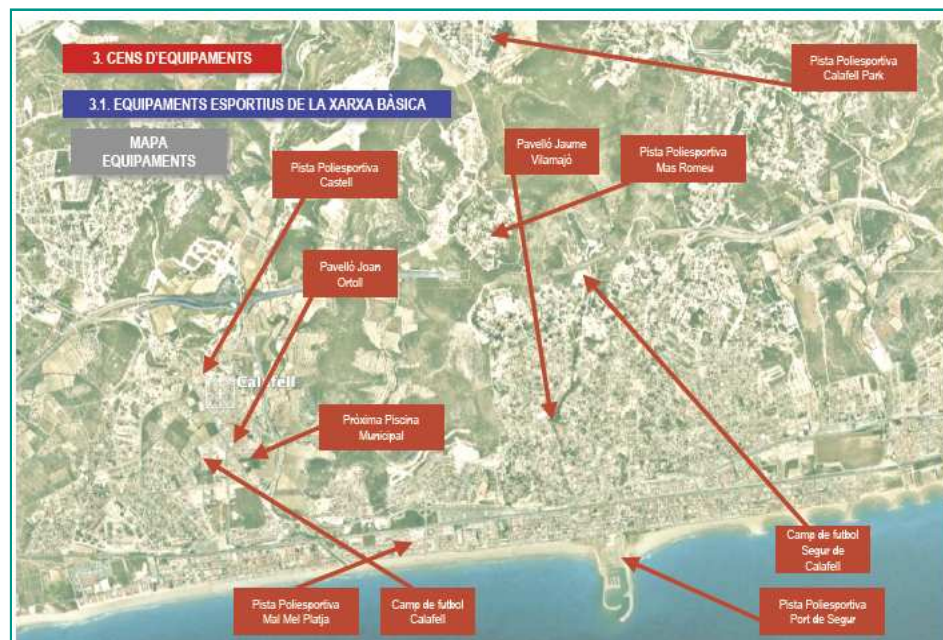 3. CENS D'EQUIPAMENTS
3.1. EQUIPAMENTS ESPORTIUS DE LA XARXA BÀSICA
MAPA
EQUIPAMENTS
Pista Poliesportiva
Calafell Park
Pavelló Jaume
Vilamajó
Pista Poliesportiva
Mas Romeu
Pista Poliesportiva
Castell
Pavelló Joan
Ortoll
Calafell
Pròxima Piscina
Municipal
Camp de futbol
Segur de
Calafell
Pista Poliesportiva
Mal Mel Platja
Camp de futbol
Calafell
Pista Poliesportiva
Port de Segur